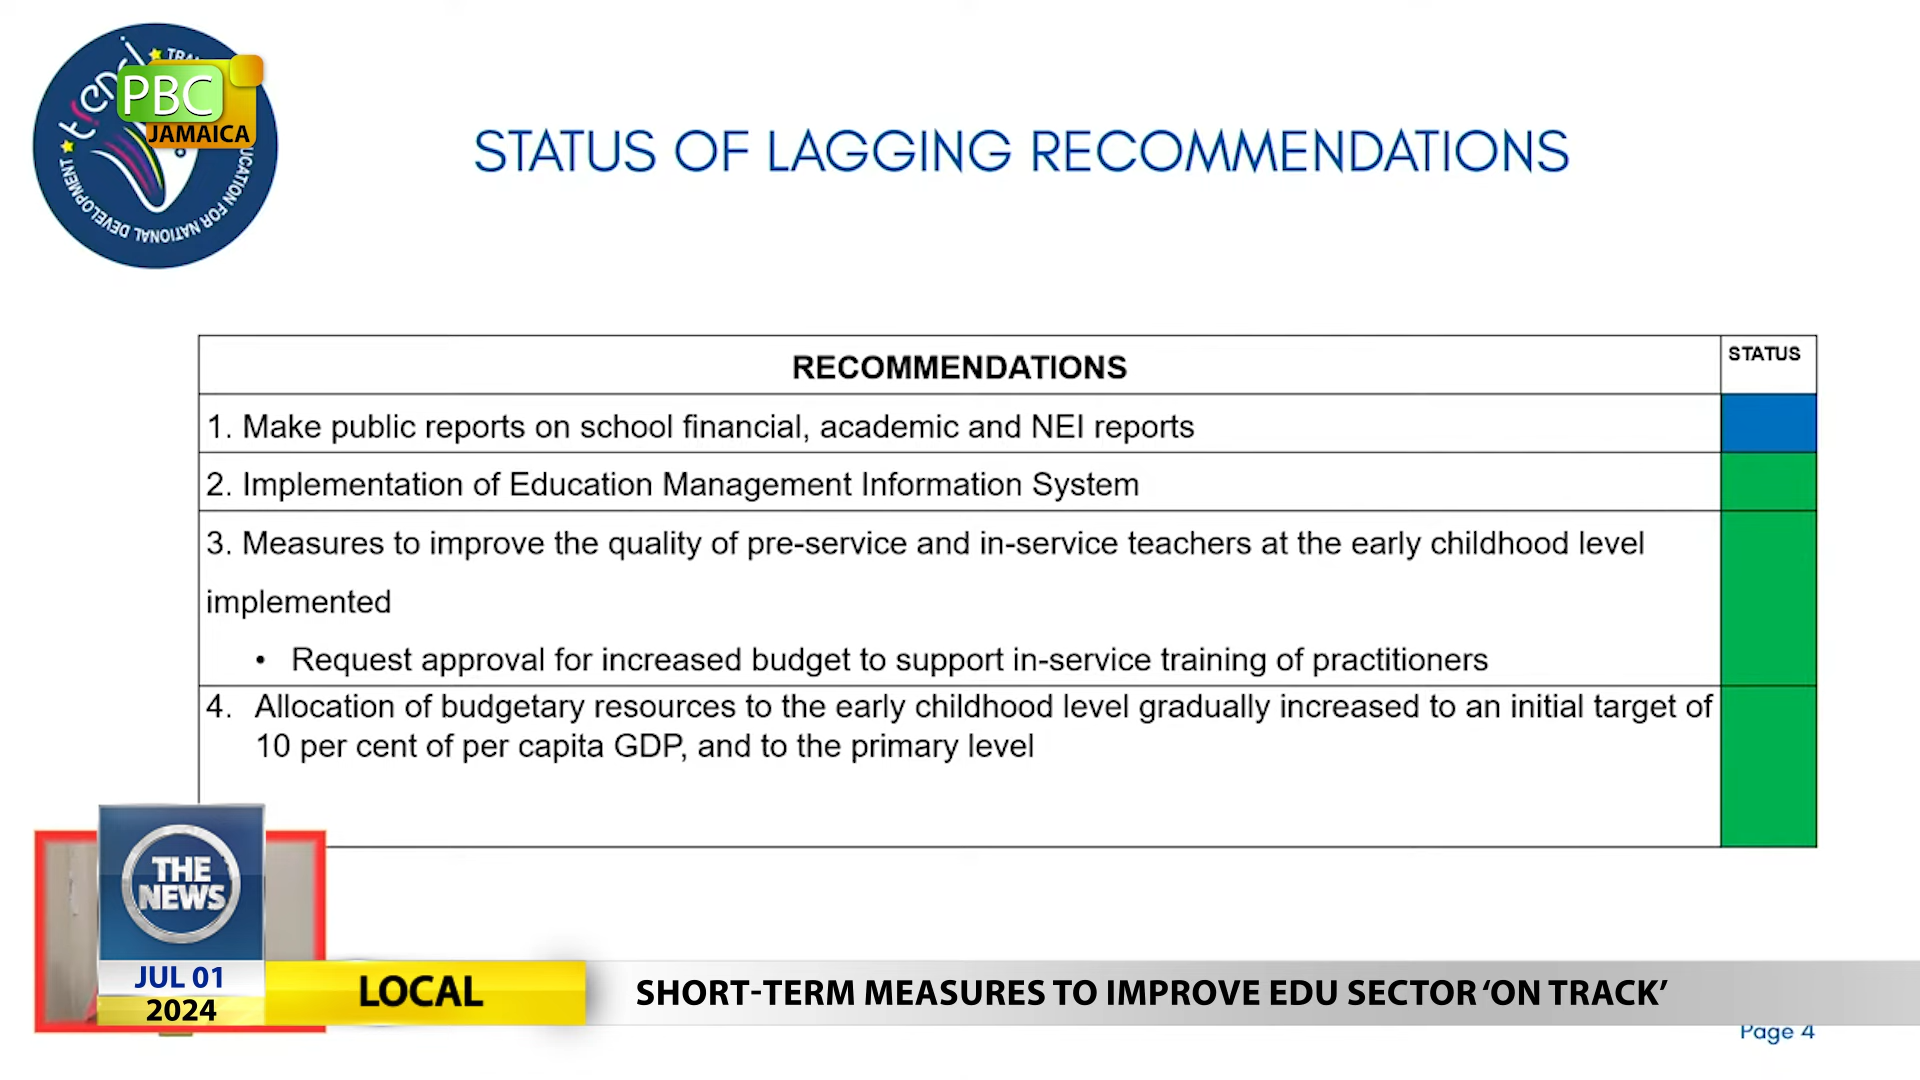 PBC
JAMAICA
EDUCATION FOR NATIONAL DEVELOPMENT
STATUS OF LAGGING RECOMMENDATIONS
RECOMMENDATIONS
STATUS
1. Make public reports on school financial, academic and NEI reports
2. Implementation of Education Management Information System
3. Measures to improve the quality of pre-service and in-service teachers at the early childhood level
implemented
• Request approval for increased budget to support in-service training of practitioners
4. Allocation of budgetary resources to the early childhood level gradually increased to an initial target of
10 per cent of per capita GDP, and to the primary level
THE
NEWS
JUL 01
2024
LOCAL
SHORT-TERM MEASURES TO IMPROVE EDU SECTOR ‘ON TRACK’
Page 4